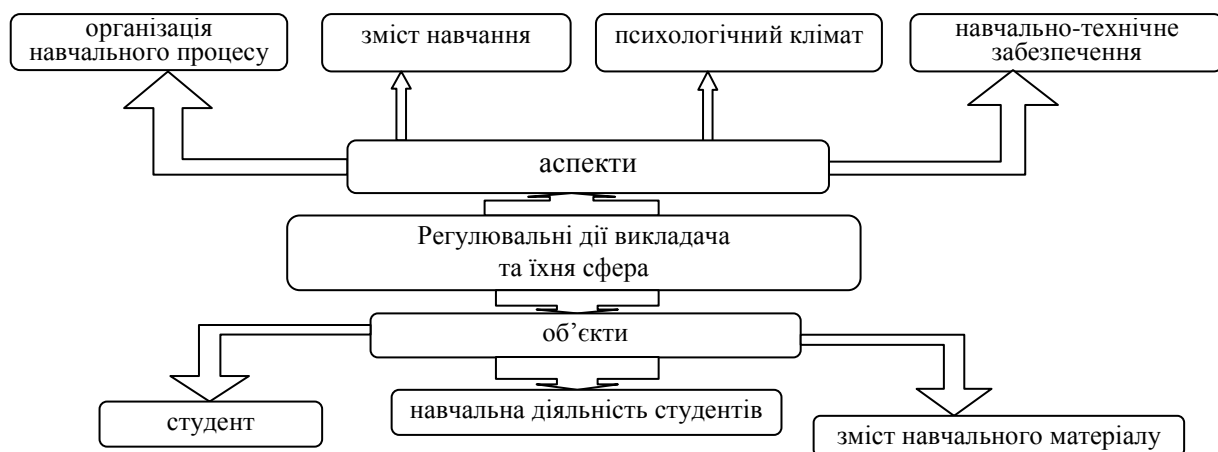 організація
навчального процесу
зміст навчання
психологічний клімат
навчально-технічне
забезпечення
аспекти
Регулювальні дії викладача
та їхня сфера
об’єкти
студент
навчальна діяльність студентів
зміст навчального матеріалу